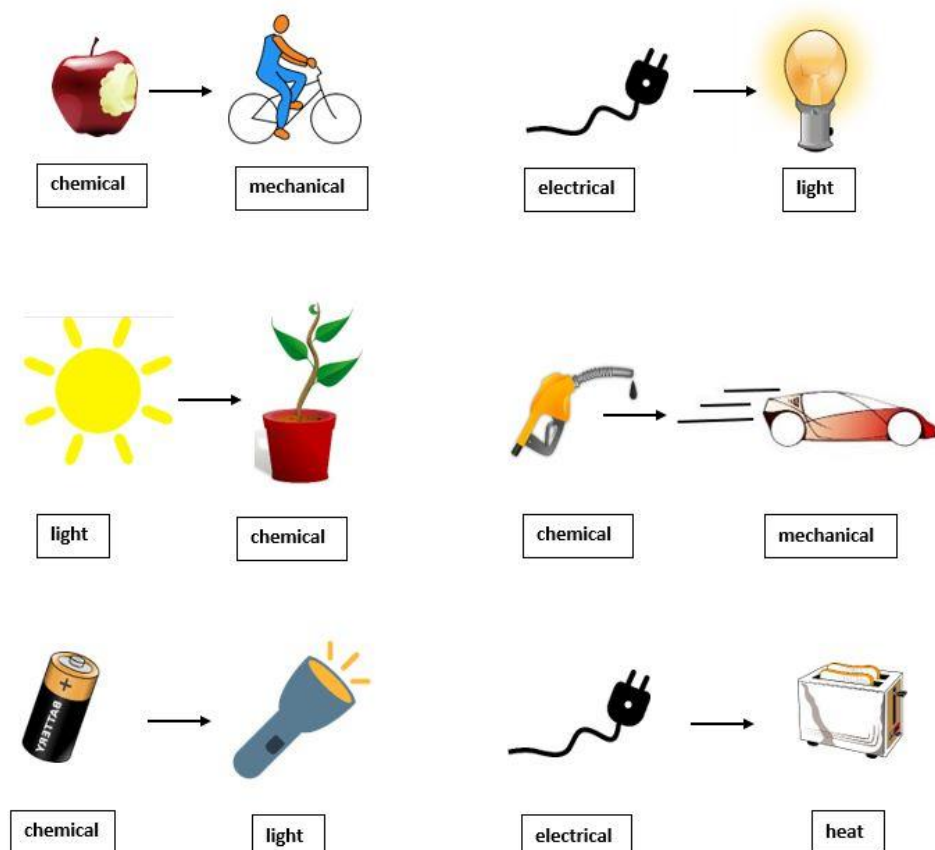 chemical
mechanical
electrical
light
light
chemical
chemical
mechanical
BATTERY
chemical
light
electrical
heat